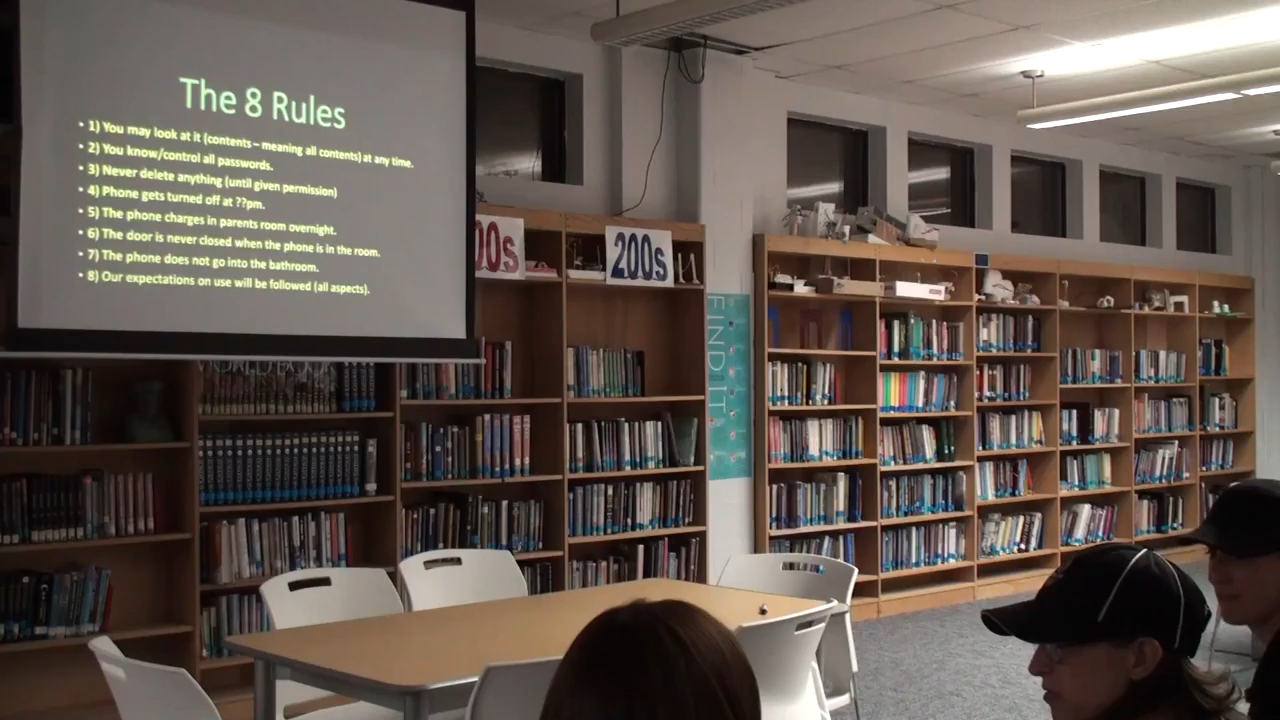 The 8 Rules
• 1) You may look at it (contents – meaning all contents) at any time.
• 2) You know/control all passwords.
• 3) Never delete anything (until given permission)
• 4) Phone gets turned off at ??pm.
• 5) The phone charges in parents room overnight.
• 6) The door is never closed when the phone is in the room.
• 7) The phone does not go into the bathroom.
• 8) Our expectations on use will be followed (all aspects).
00s
200s
FIND IT
WORLD BOOK